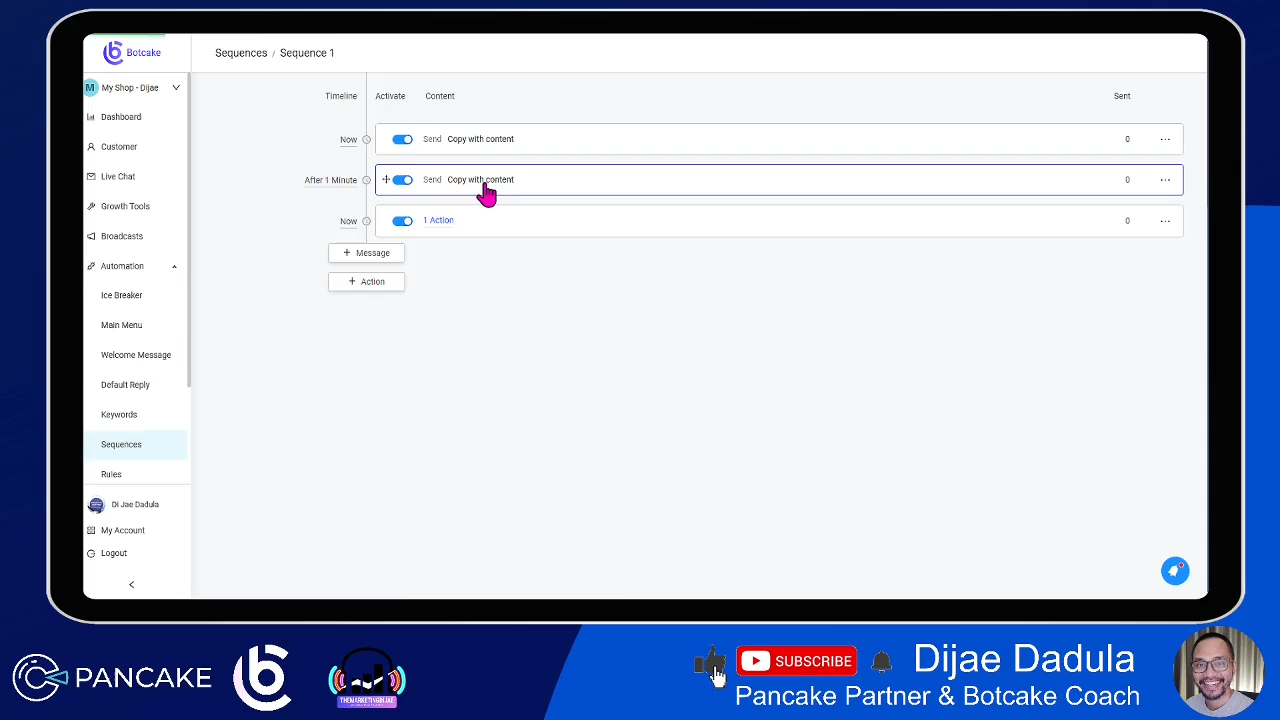 Botcake
Sequences / Sequence 1
M My Shop - Dijae
Dashboard
Customer
Live Chat
Growth Tools
Broadcasts
Automation
Ice Breaker
Main Menu
Welcome Message
Default Reply
Keywords
Sequences
Rules
Di Jae Dadula
My Account
Logout
Timeline Activate Content Sent
Now Send Copy with content 0
After 1 Minute Send Copy with content 0
Now 1 Action 0
+ Message
+ Action
PANCAKE
THEMARKETINGDIJAE
SUBSCRIBE
Dijae Dadula
Pancake Partner & Botcake Coach